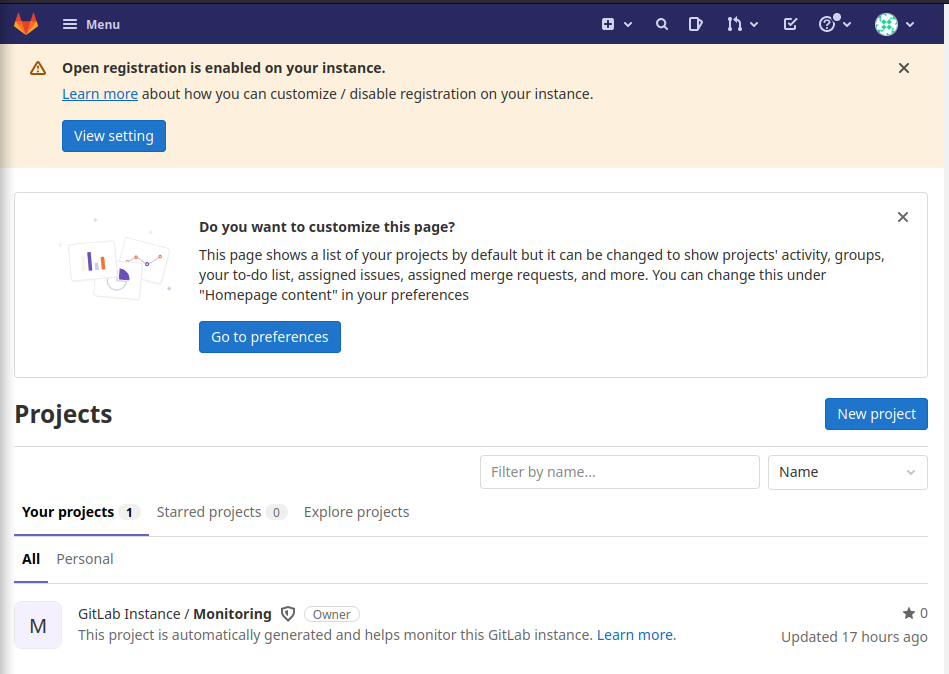 Menu
Open registration is enabled on your instance.
Learn more about how you can customize / disable registration on your instance.
View setting
Do you want to customize this page?
This page shows a list of your projects by default but it can be changed to show projects' activity, groups,
your to-do list, assigned issues, assigned merge requests, and more. You can change this under
"Homepage content" in your preferences
Go to preferences
Projects
New project
Filter by name...
Name
Your projects 1 Starred projects 0 Explore projects
All Personal
M
GitLab Instance / Monitoring Owner
0
This project is automatically generated and helps monitor this GitLab instance. Learn more.
Updated 17 hours ago